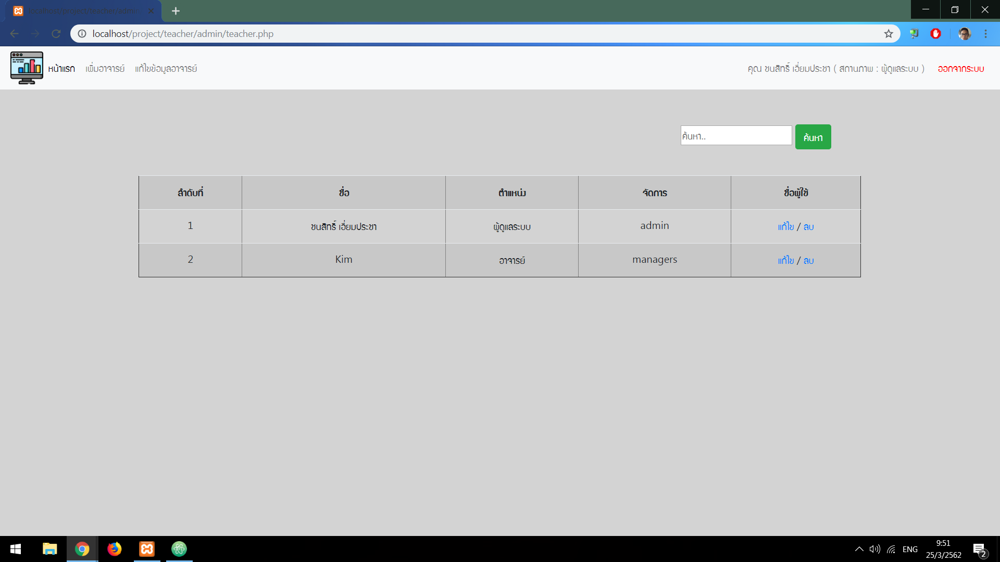 localhost/project/teacher/admin
localhost/project/teacher/admin/teacher.php
หน้าแรก เพิ่มอาจารย์ แก้ไขข้อมูลอาจารย์ คุณ ชนสิทธิ์ เอี่ยมประชา ( สถานภาพ : ผู้ดูแลระบบ ) ออกจากระบบ
ค้นหา.. ค้นหา
ลำดับที่ ชื่อ ตำแหน่ง จัดการ ชื่อผู้ใช้
1 ชนสิทธิ์ เอี่ยมประชา ผู้ดูแลระบบ admin แก้ไข / ลบ
2 Kim อาจารย์ managers แก้ไข / ลบ
ENG 9:51
25/3/2562
2